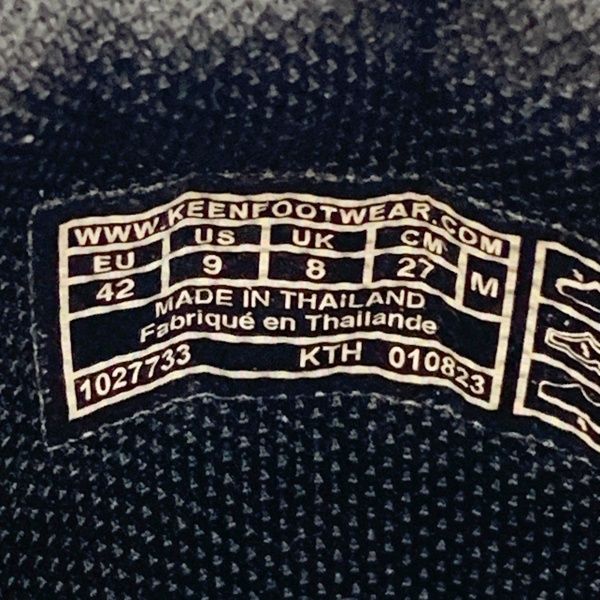 WWW.KEENFOOTWEAR.COM
EU US UK CM M
42 9 8 27
MADE IN THAILAND
Fabriqué en Thailande
1027733 KTH 010823